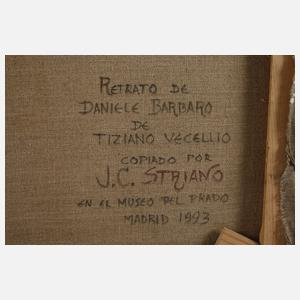 RETRATO DE
DANIELE BARBARO
DE
TIZIANO VECELLIO
COPIADO POR
J.C. STRIANO
EN EL MUSEO DEL PRADO
MADRID 1993